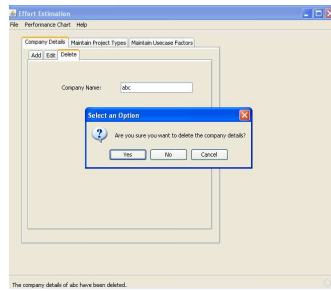 Effort Estimation
File Performance Chart Help
Company Details Maintain Project Types Maintain Usecase Factors
Add Edit Delete
Company Name: abc
Select an Option
Are you sure you want to delete the company details?
Yes No Cancel
The company details of abc have been deleted.